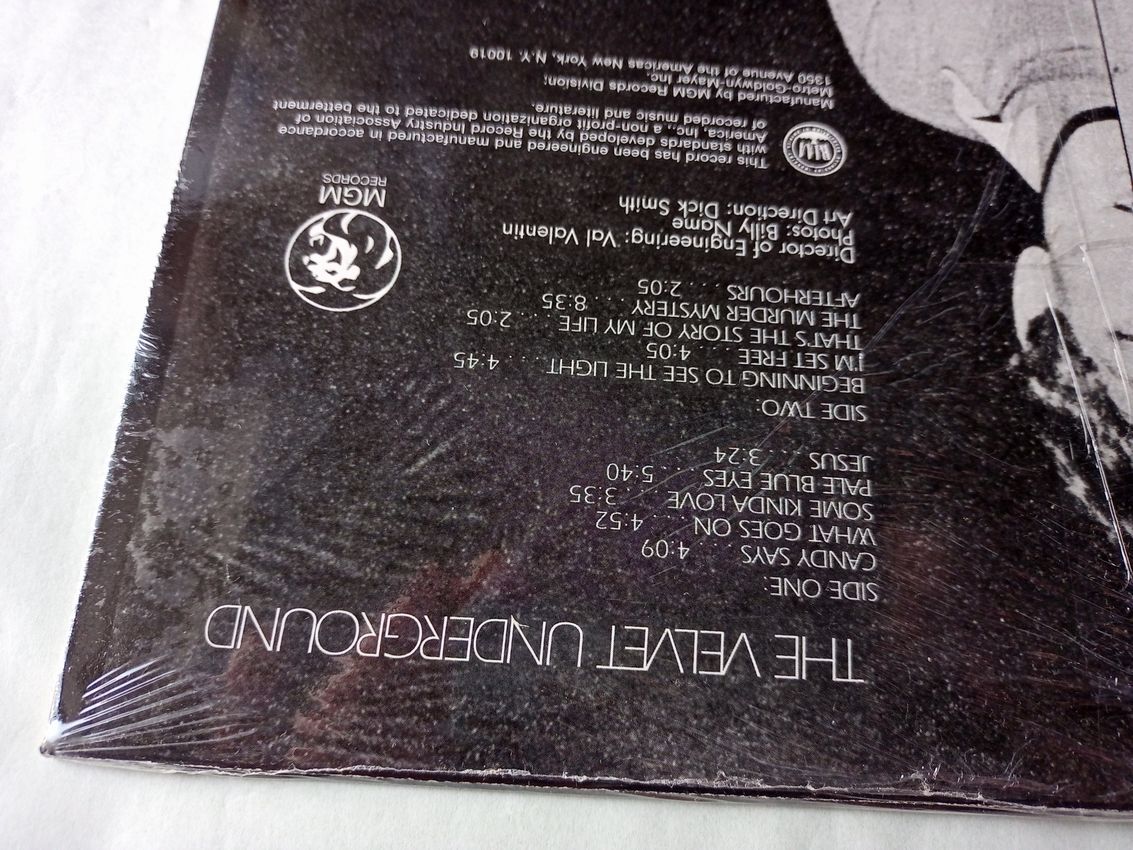 THE VELVET UNDERGROUND
SIDE ONE:
CANDY SAYS . . . . 4:09
WHAT GOES ON . . . . 4:52
SOME KINDA LOVE . . . . 3:35
PALE BLUE EYES . . . . 5:40
JESUS . . . . 3:24
SIDE TWO:
BEGINNING TO SEE THE LIGHT . . . . 4:45
I'M SET FREE . . . . 4:05
THAT'S THE STORY OF MY LIFE . . . . 2:05
THE MURDER MYSTERY . . . . 8:35
AFTERHOURS . . . . 2:05
Director of Engineering: Val Valentin
Photos: Billy Name
Art Direction: Dick Smith
MGM
RECORDS
This record has been engineered and manufactured in accordance
with standards developed by the Record Industry Association of
America, Inc., a non-profit organization dedicated to the betterment
of recorded music and literature.
Manufactured by MGM Records Division;
Metro-Goldwyn-Mayer Inc.
1350 Avenue of the Americas New York, N.Y. 10019